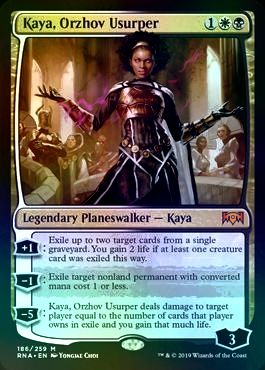 Kaya, Orzhov Usurper 1
Legendary Planeswalker — Kaya
+1: Exile up to two target cards from a single
graveyard. You gain 2 life if at least one creature
card was exiled this way.
-1: Exile target nonland permanent with converted
mana cost 1 or less.
-5: Kaya, Orzhov Usurper deals damage to target
player equal to the number of cards that player
owns in exile and you gain that much life.
3
186/259 M
RNA • EN YONGJAE CHOI
™ & © 2019 Wizards of the Coast